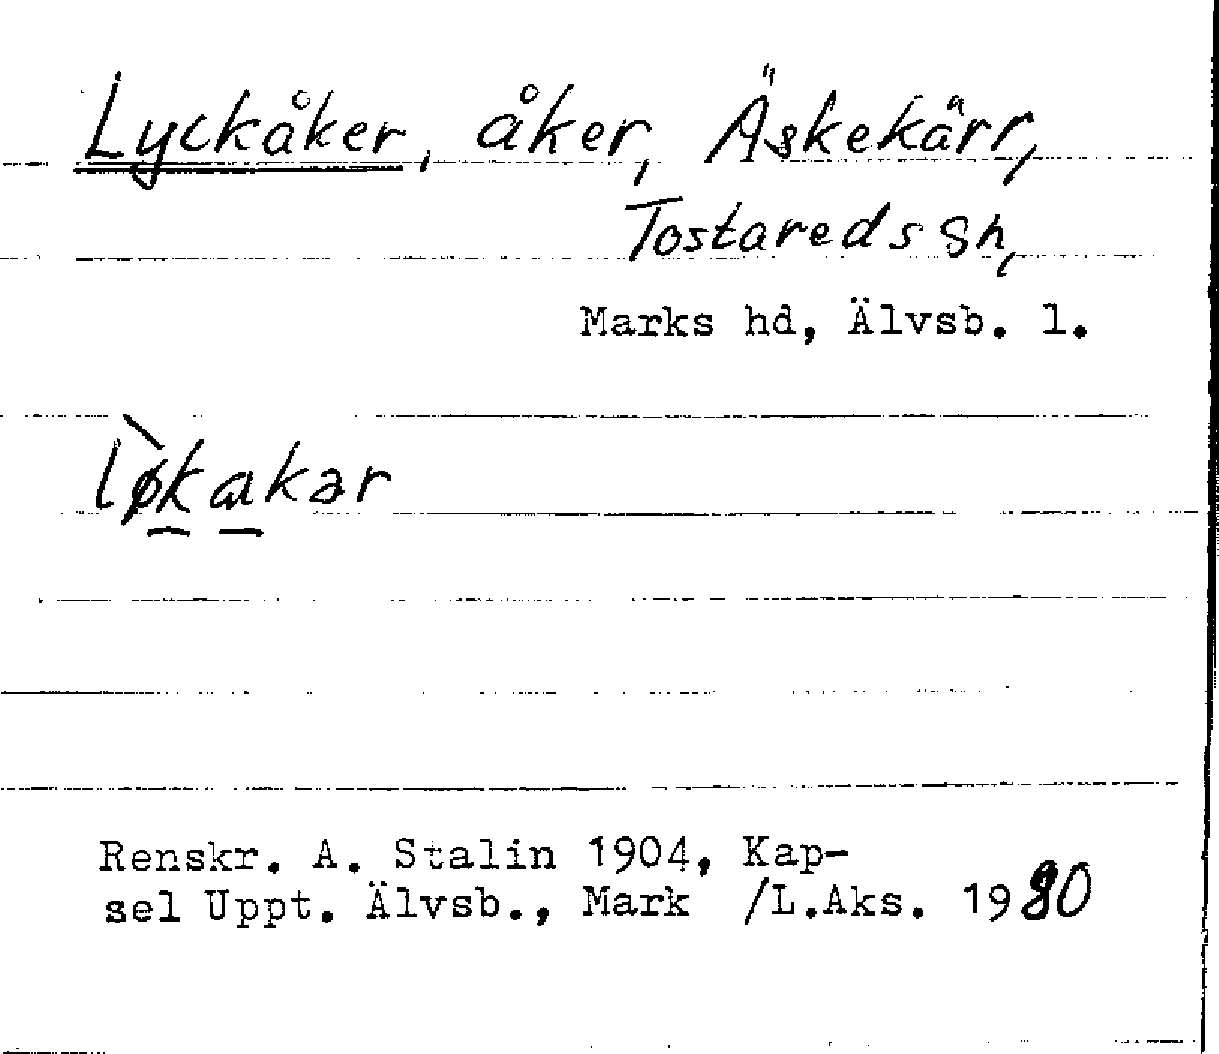 Lyckåker, åker, Äskekärr,
Tostareds sn,
Marks hd, Älvsb. l.
lø̀kakar
Renskr. A. Stalin 1904, Kap-
sel Uppt. Älvsb., Mark /L.Aks. 1980